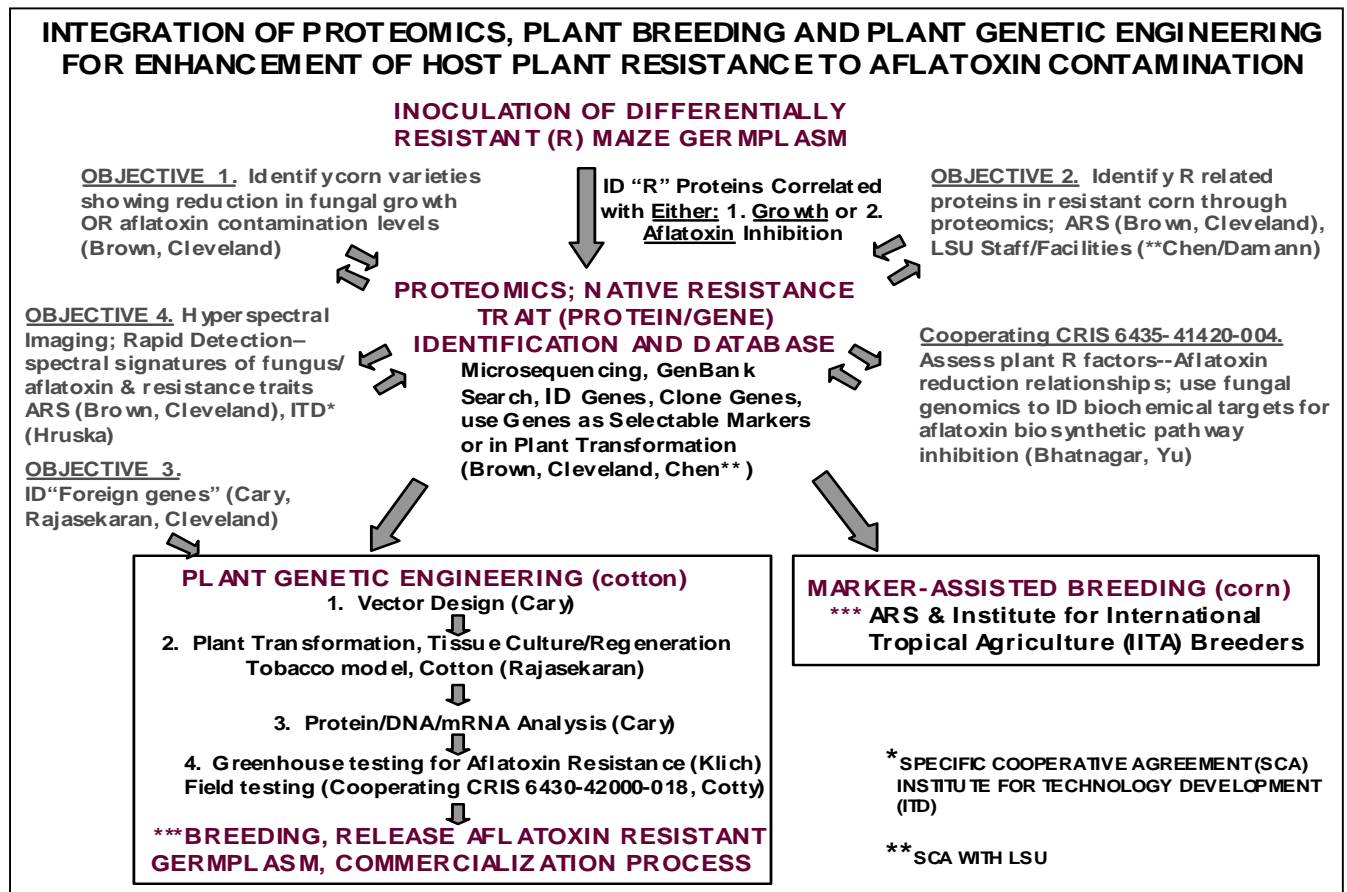 INTEGRATION OF PROTEOMICS, PLANT BREEDING AND PLANT GENETIC ENGINEERING
FOR ENHANCEMENT OF HOST PLANT RESISTANCE TO AFLATOXIN CONTAMINATION
INOCULATION OF DIFFERENTIALLY
RESISTANT (R) MAIZE GERMPLASM
OBJECTIVE 1. Identify corn varieties
showing reduction in fungal growth
OR aflatoxin contamination levels
(Brown, Cleveland)
ID “R” Proteins Correlated
with Either: 1. Growth or 2.
Aflatoxin Inhibition
OBJECTIVE 2. Identify R related
proteins in resistant corn through
proteomics; ARS (Brown, Cleveland),
LSU Staff/Facilities (**Chen/Damann)
PROTEOMICS; NATIVE RESISTANCE
TRAIT (PROTEIN/GENE)
IDENTIFICATION AND DATABASE
Microsequencing, GenBank
Search, ID Genes, Clone Genes,
use Genes as Selectable Markers
or in Plant Transformation
(Brown, Cleveland, Chen** )
OBJECTIVE 4. Hyperspectral
Imaging; Rapid Detection–
spectral signatures of fungus/
aflatoxin & resistance traits
ARS (Brown, Cleveland), ITD*
(Hruska)
Cooperating CRIS 6435-41420-004.
Assess plant R factors--Aflatoxin
reduction relationships; use fungal
genomics to ID biochemical targets for
aflatoxin biosynthetic pathway
inhibition (Bhatnagar, Yu)
OBJECTIVE 3.
ID“Foreign genes” (Cary,
Rajasekaran, Cleveland)
PLANT GENETIC ENGINEERING (cotton)
1. Vector Design (Cary)
2. Plant Transformation, Tissue Culture/Regeneration
Tobacco model, Cotton (Rajasekaran)
3. Protein/DNA/mRNA Analysis (Cary)
4. Greenhouse testing for Aflatoxin Resistance (Klich)
Field testing (Cooperating CRIS 6430-42000-018, Cotty)
***BREEDING, RELEASE AFLATOXIN RESISTANT
GERMPLASM, COMMERCIALIZATION PROCESS
MARKER-ASSISTED BREEDING (corn)
*** ARS & Institute for International
Tropical Agriculture (IITA) Breeders
*SPECIFIC COOPERATIVE AGREEMENT (SCA)
INSTITUTE FOR TECHNOLOGY DEVELOPMENT
(ITD)
**SCA WITH LSU